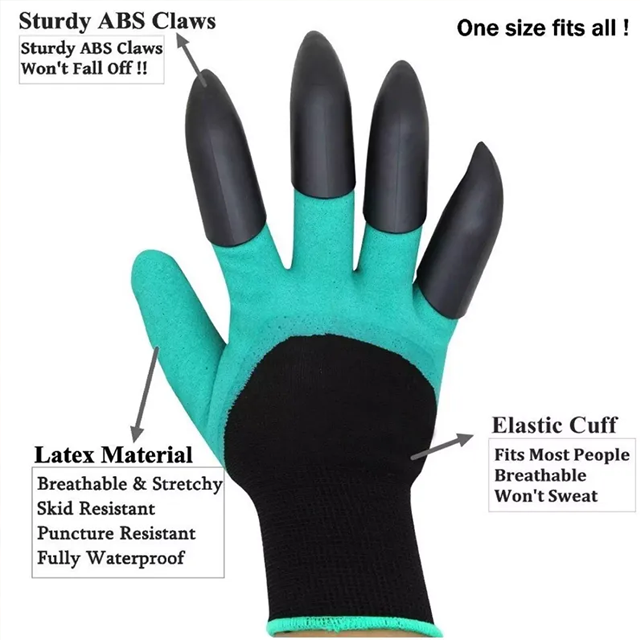 Sturdy ABS Claws
Sturdy ABS Claws
Won't Fall Off !!
One size fits all !
Latex Material
Breathable & Stretchy
Skid Resistant
Puncture Resistant
Fully Waterproof
Elastic Cuff
Fits Most People
Breathable
Won't Sweat